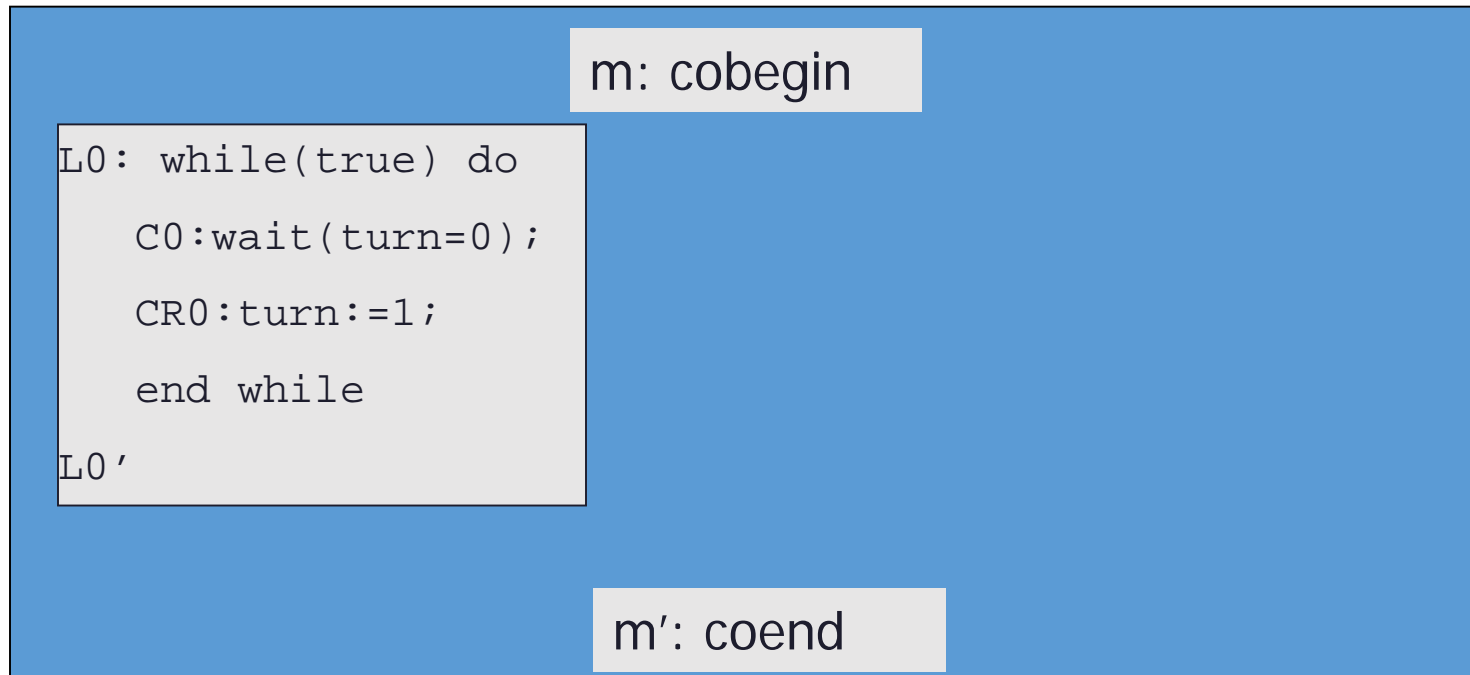 m: cobegin
L0: while(true) do
C0:wait(turn=0);
CR0:turn:=1;
end while
L0′
m′: coend